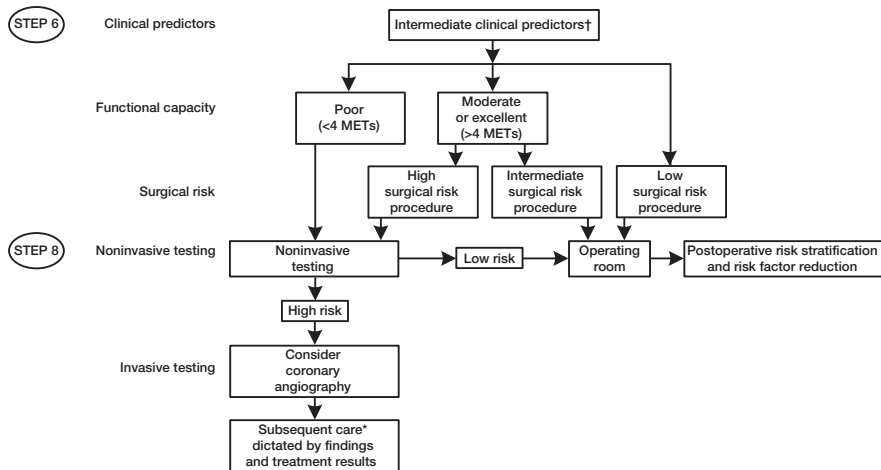 STEP 6
Clinical predictors
Intermediate clinical predictors†
Functional capacity
Poor
(<4 METs)
Moderate
or excellent
(>4 METs)
Surgical risk
High
surgical risk
procedure
Intermediate
surgical risk
procedure
Low
surgical risk
procedure
STEP 8
Noninvasive testing
Noninvasive
testing
Low risk
Operating
room
Postoperative risk stratification
and risk factor reduction
High risk
Invasive testing
Consider
coronary
angiography
Subsequent care*
dictated by findings
and treatment results